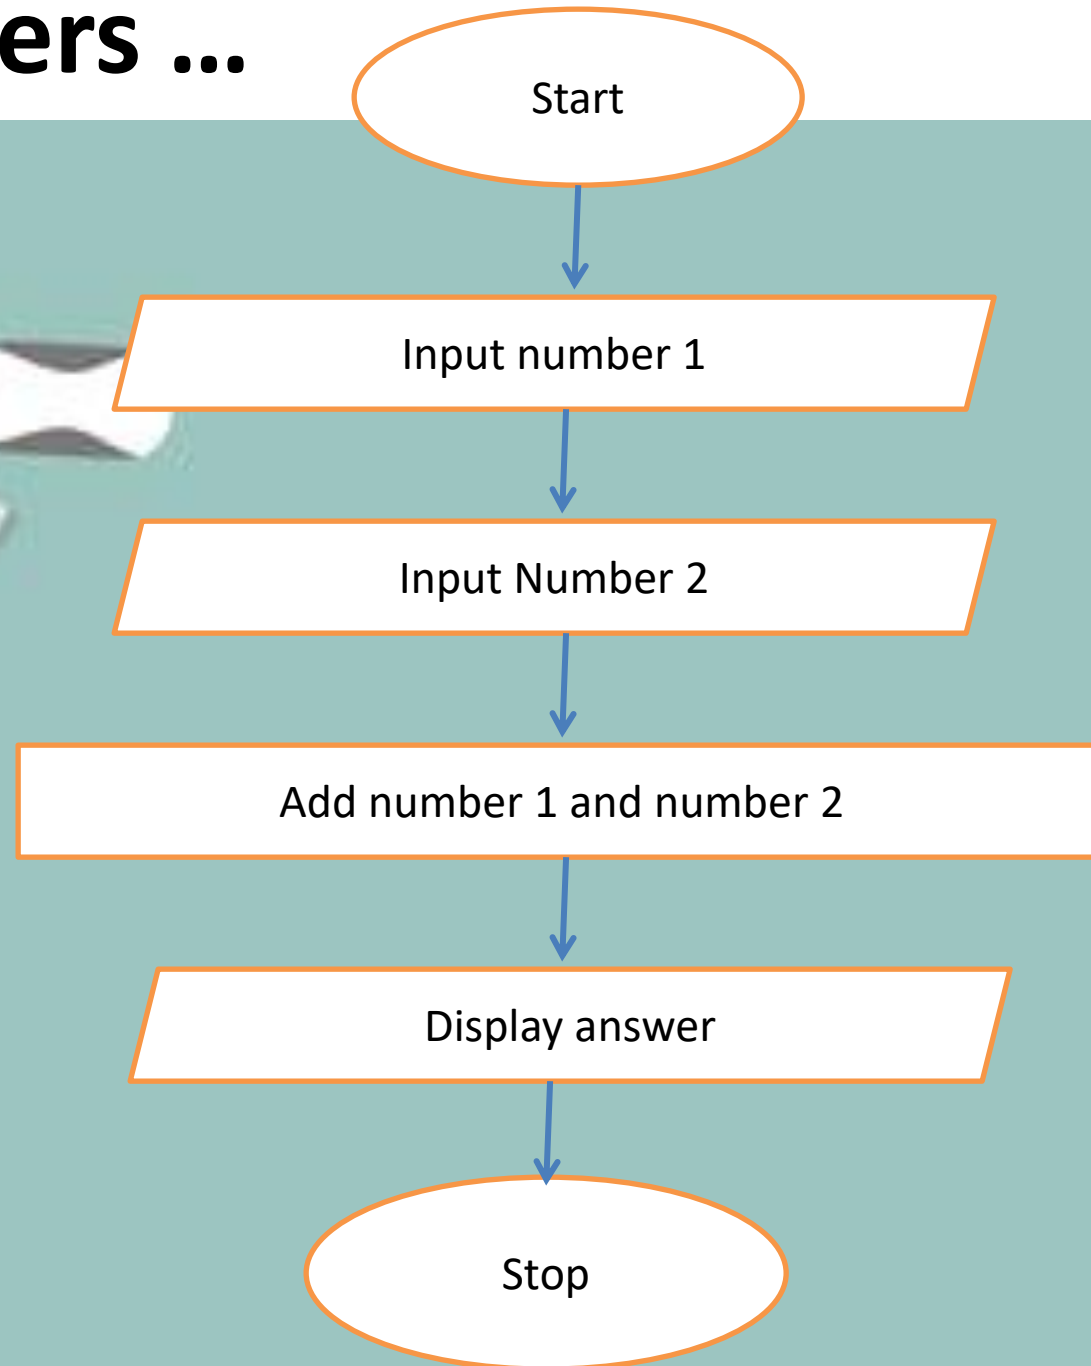 ers ...
Start
Input number 1
Input Number 2
Add number 1 and number 2
Display answer
Stop